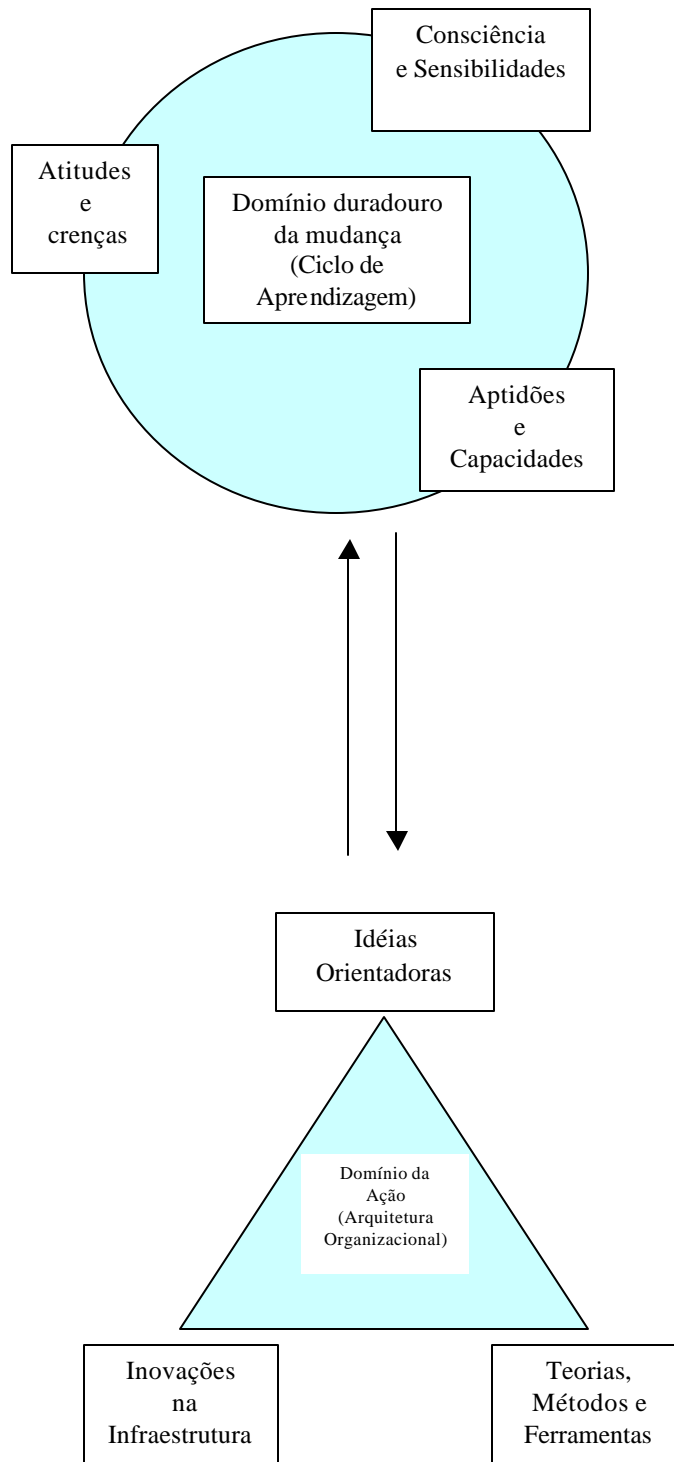 Consciência
e Sensibilidades
Atitudes
e
crenças
Domínio duradouro
da mudança
(Ciclo de
Aprendizagem)
Aptidões
e
Capacidades
Idéias
Orientadoras
Domínio da
Ação
(Arquitetura
Organizacional)
Inovações
na
Infraestrutura
Teorias,
Métodos e
Ferramentas